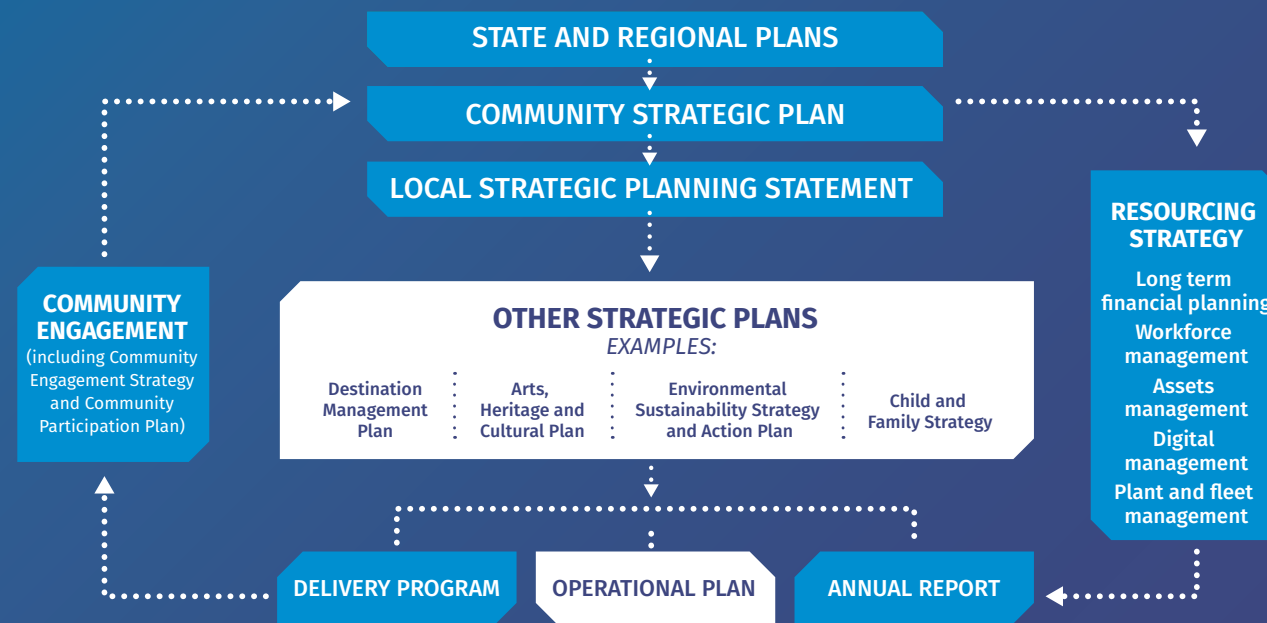 STATE AND REGIONAL PLANS
COMMUNITY STRATEGIC PLAN
LOCAL STRATEGIC PLANNING STATEMENT
COMMUNITY
ENGAGEMENT
(including Community
Engagement Strategy
and Community
Participation Plan)
OTHER STRATEGIC PLANS
EXAMPLES:
Destination
Management
Plan
Arts,
Heritage and
Cultural Plan
Environmental
Sustainability Strategy
and Action Plan
Child and
Family Strategy
RESOURCING
STRATEGY
Long term
financial planning
Workforce
management
Assets
management
Digital
management
Plant and fleet
management
DELIVERY PROGRAM
OPERATIONAL PLAN
ANNUAL REPORT